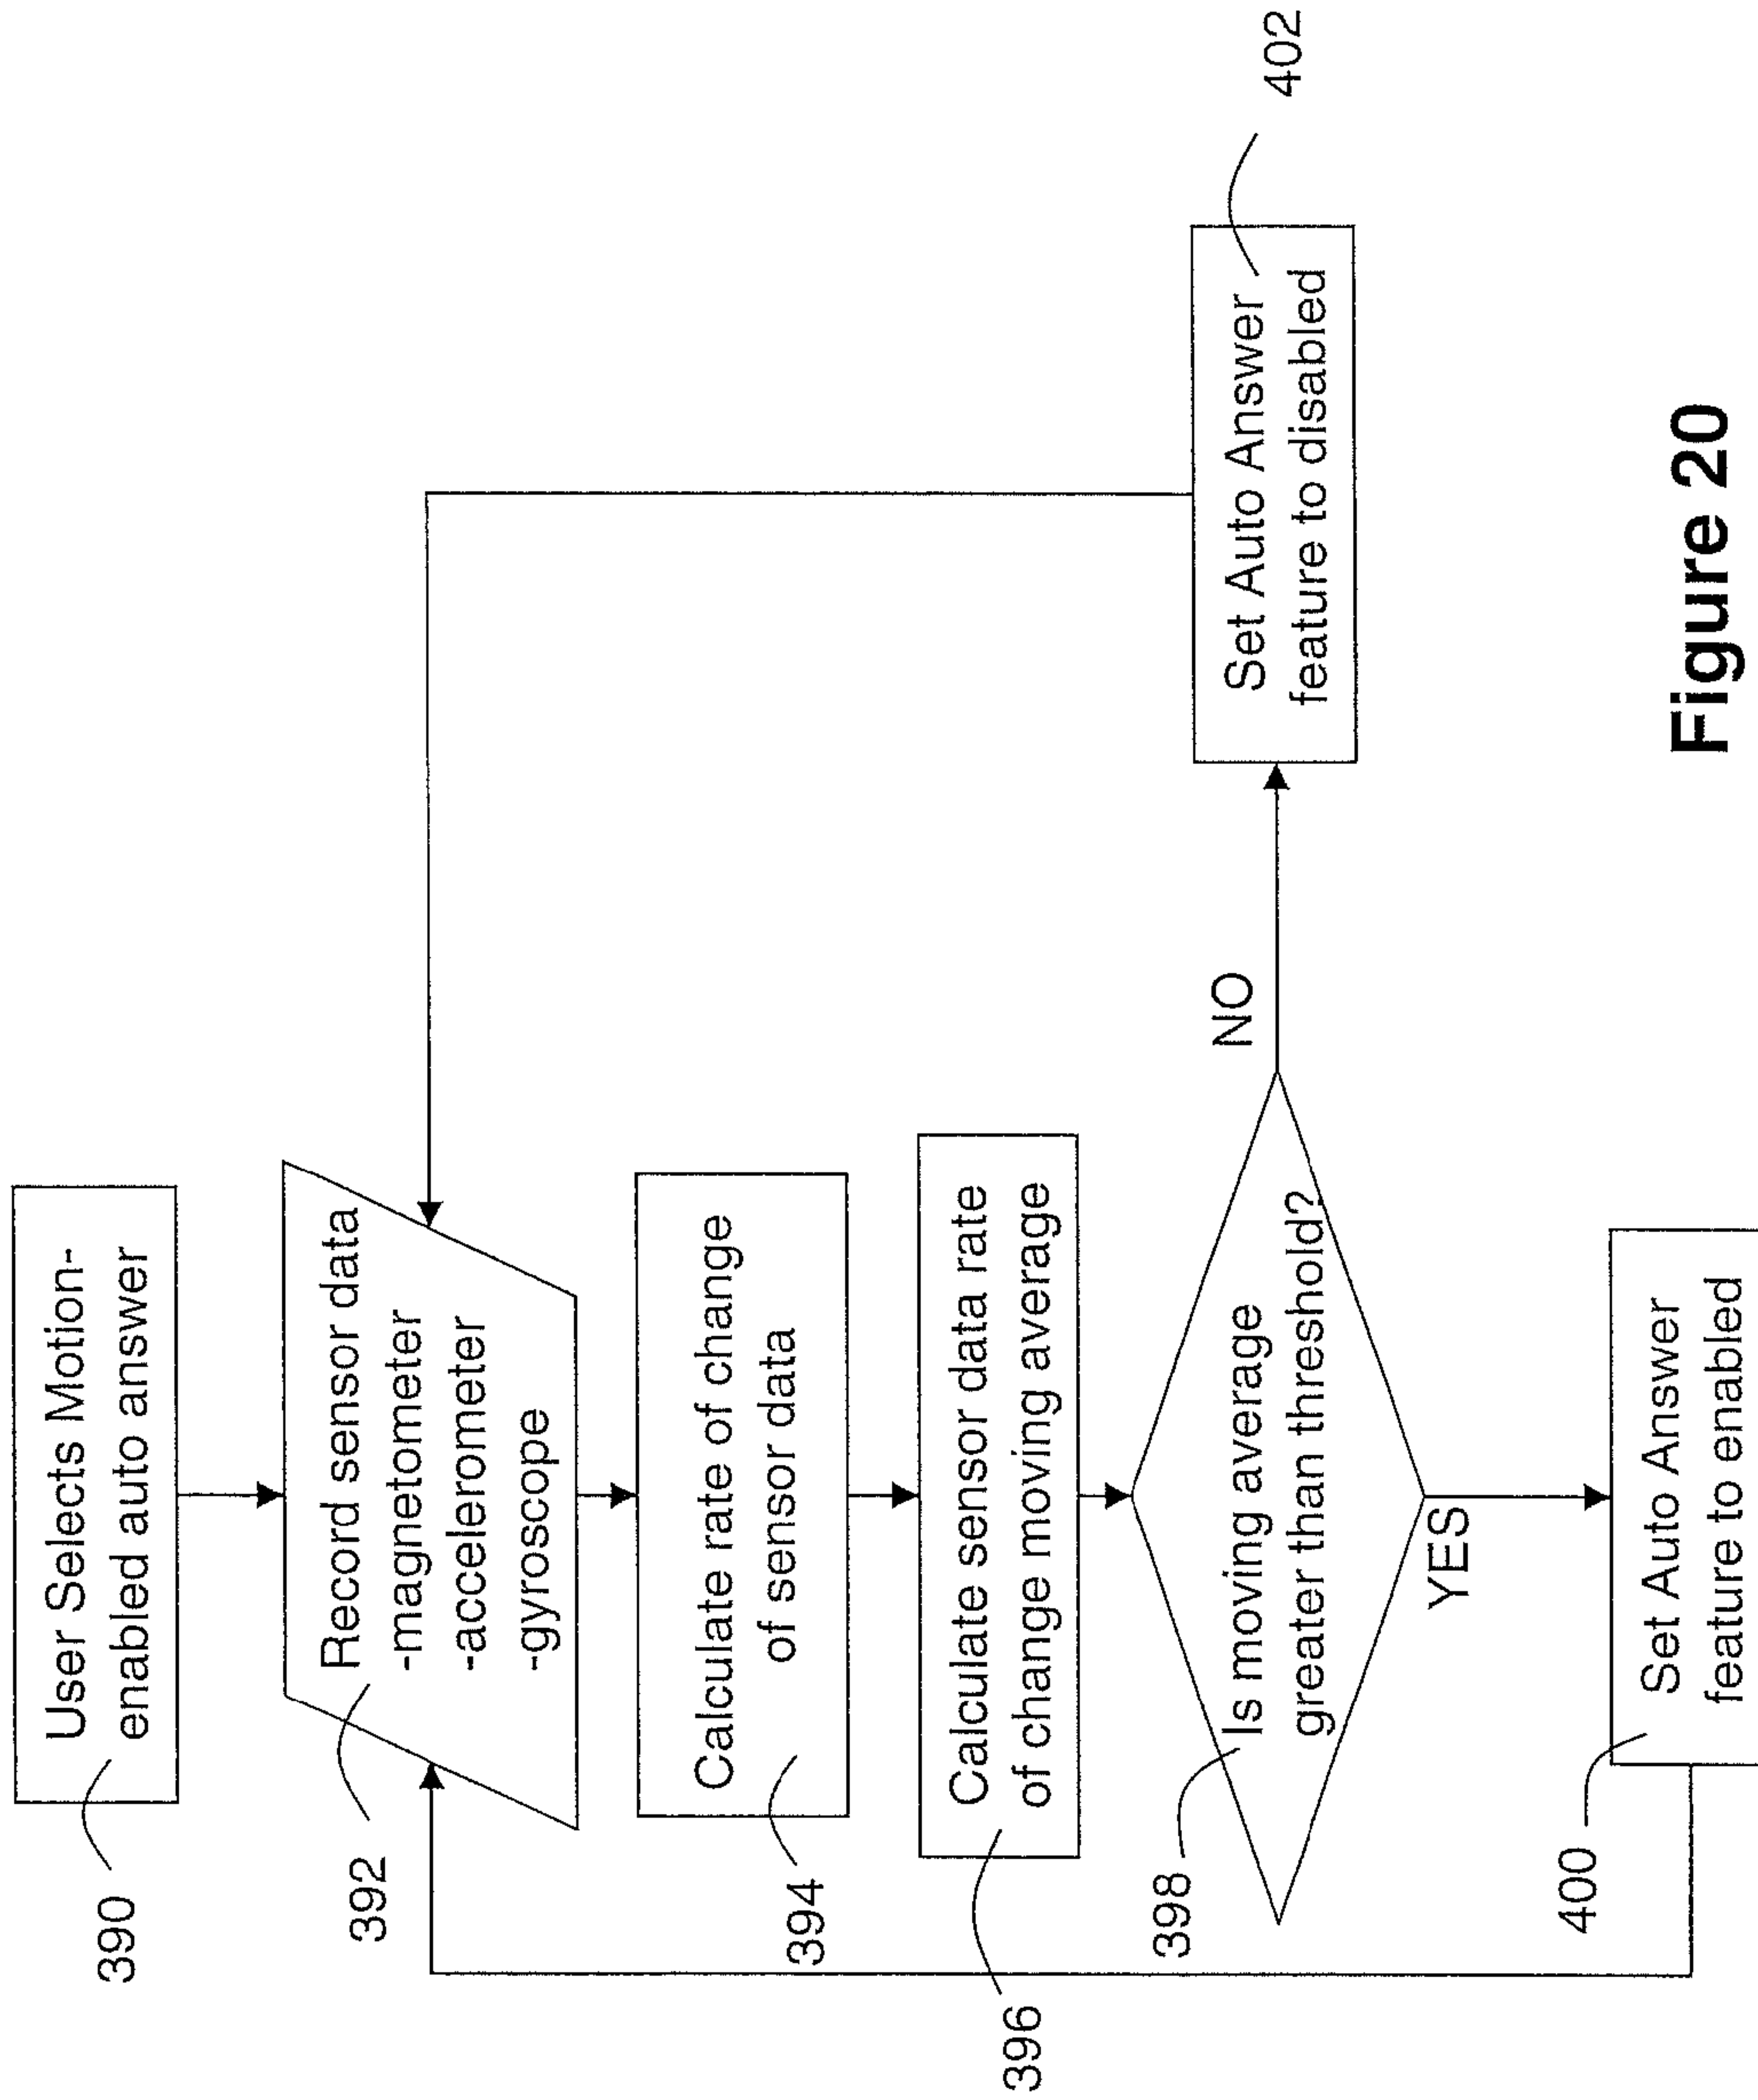 390
User Selects Motion-
enabled auto answer
392
Record sensor data
-magnetometer
-accelerometer
-gyroscope
394
Calculate rate of change
of sensor data
396
Calculate sensor data rate
of change moving average
398
Is moving average
greater than threshold?
NO
YES
Set Auto Answer
feature to disabled
402
400
Set Auto Answer
feature to enabled
Figure 20